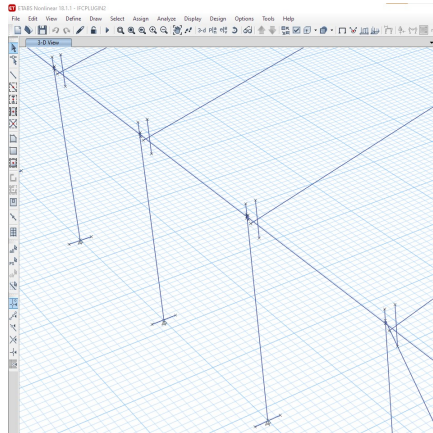 ETABS Nonlinear 18.1.1 - IFCPLUGIN2
File Edit View Define Draw Select Assign Analyze Display Design Options Tools Help
3-D View